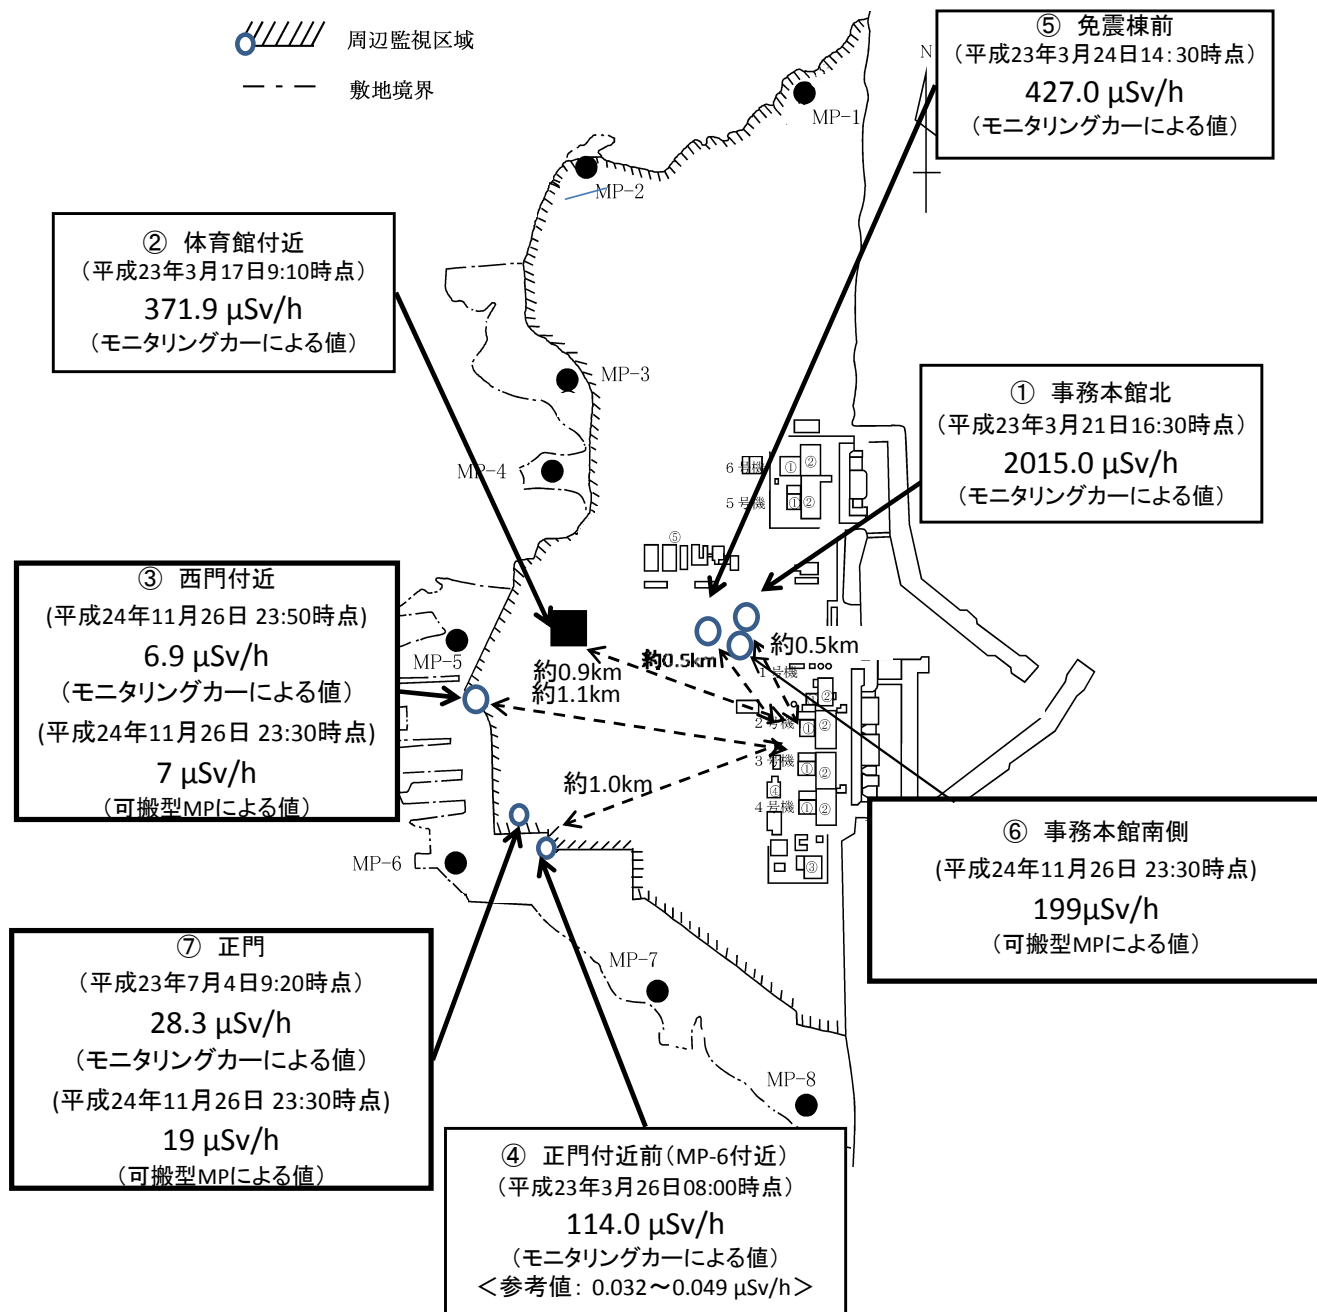 周辺監視区域
敷地境界
⑤ 免震棟前
(平成23年3月24日14:30時点)
427.0 μSv/h
(モニタリングカーによる値)
N
MP-1
MP-2
② 体育館付近
(平成23年3月17日9:10時点)
371.9 μSv/h
(モニタリングカーによる値)
MP-3
① 事務本館北
(平成23年3月21日16:30時点)
2015.0 μSv/h
(モニタリングカーによる値)
MP-4
6号機
① ②
5号機
① ②
⑤
③ 西門付近
(平成24年11月26日 23:50時点)
6.9 μSv/h
(モニタリングカーによる値)
(平成24年11月26日 23:30時点)
7 μSv/h
(可搬型MPによる値)
MP-5
約0.9km
約1.1km
約0.5km
約0.5km
1号機
②
2号機
① ②
3号機
① ②
約1.0km
④
4号機
① ②
③
MP-6
⑥ 事務本館南側
(平成24年11月26日 23:30時点)
199μSv/h
(可搬型MPによる値)
⑦ 正門
(平成23年7月4日9:20時点)
28.3 μSv/h
(モニタリングカーによる値)
(平成24年11月26日 23:30時点)
19 μSv/h
(可搬型MPによる値)
MP-7
MP-8
④ 正門付近前(MP-6付近)
(平成23年3月26日08:00時点)
114.0 μSv/h
(モニタリングカーによる値)
<参考値: 0.032～0.049 μSv/h>